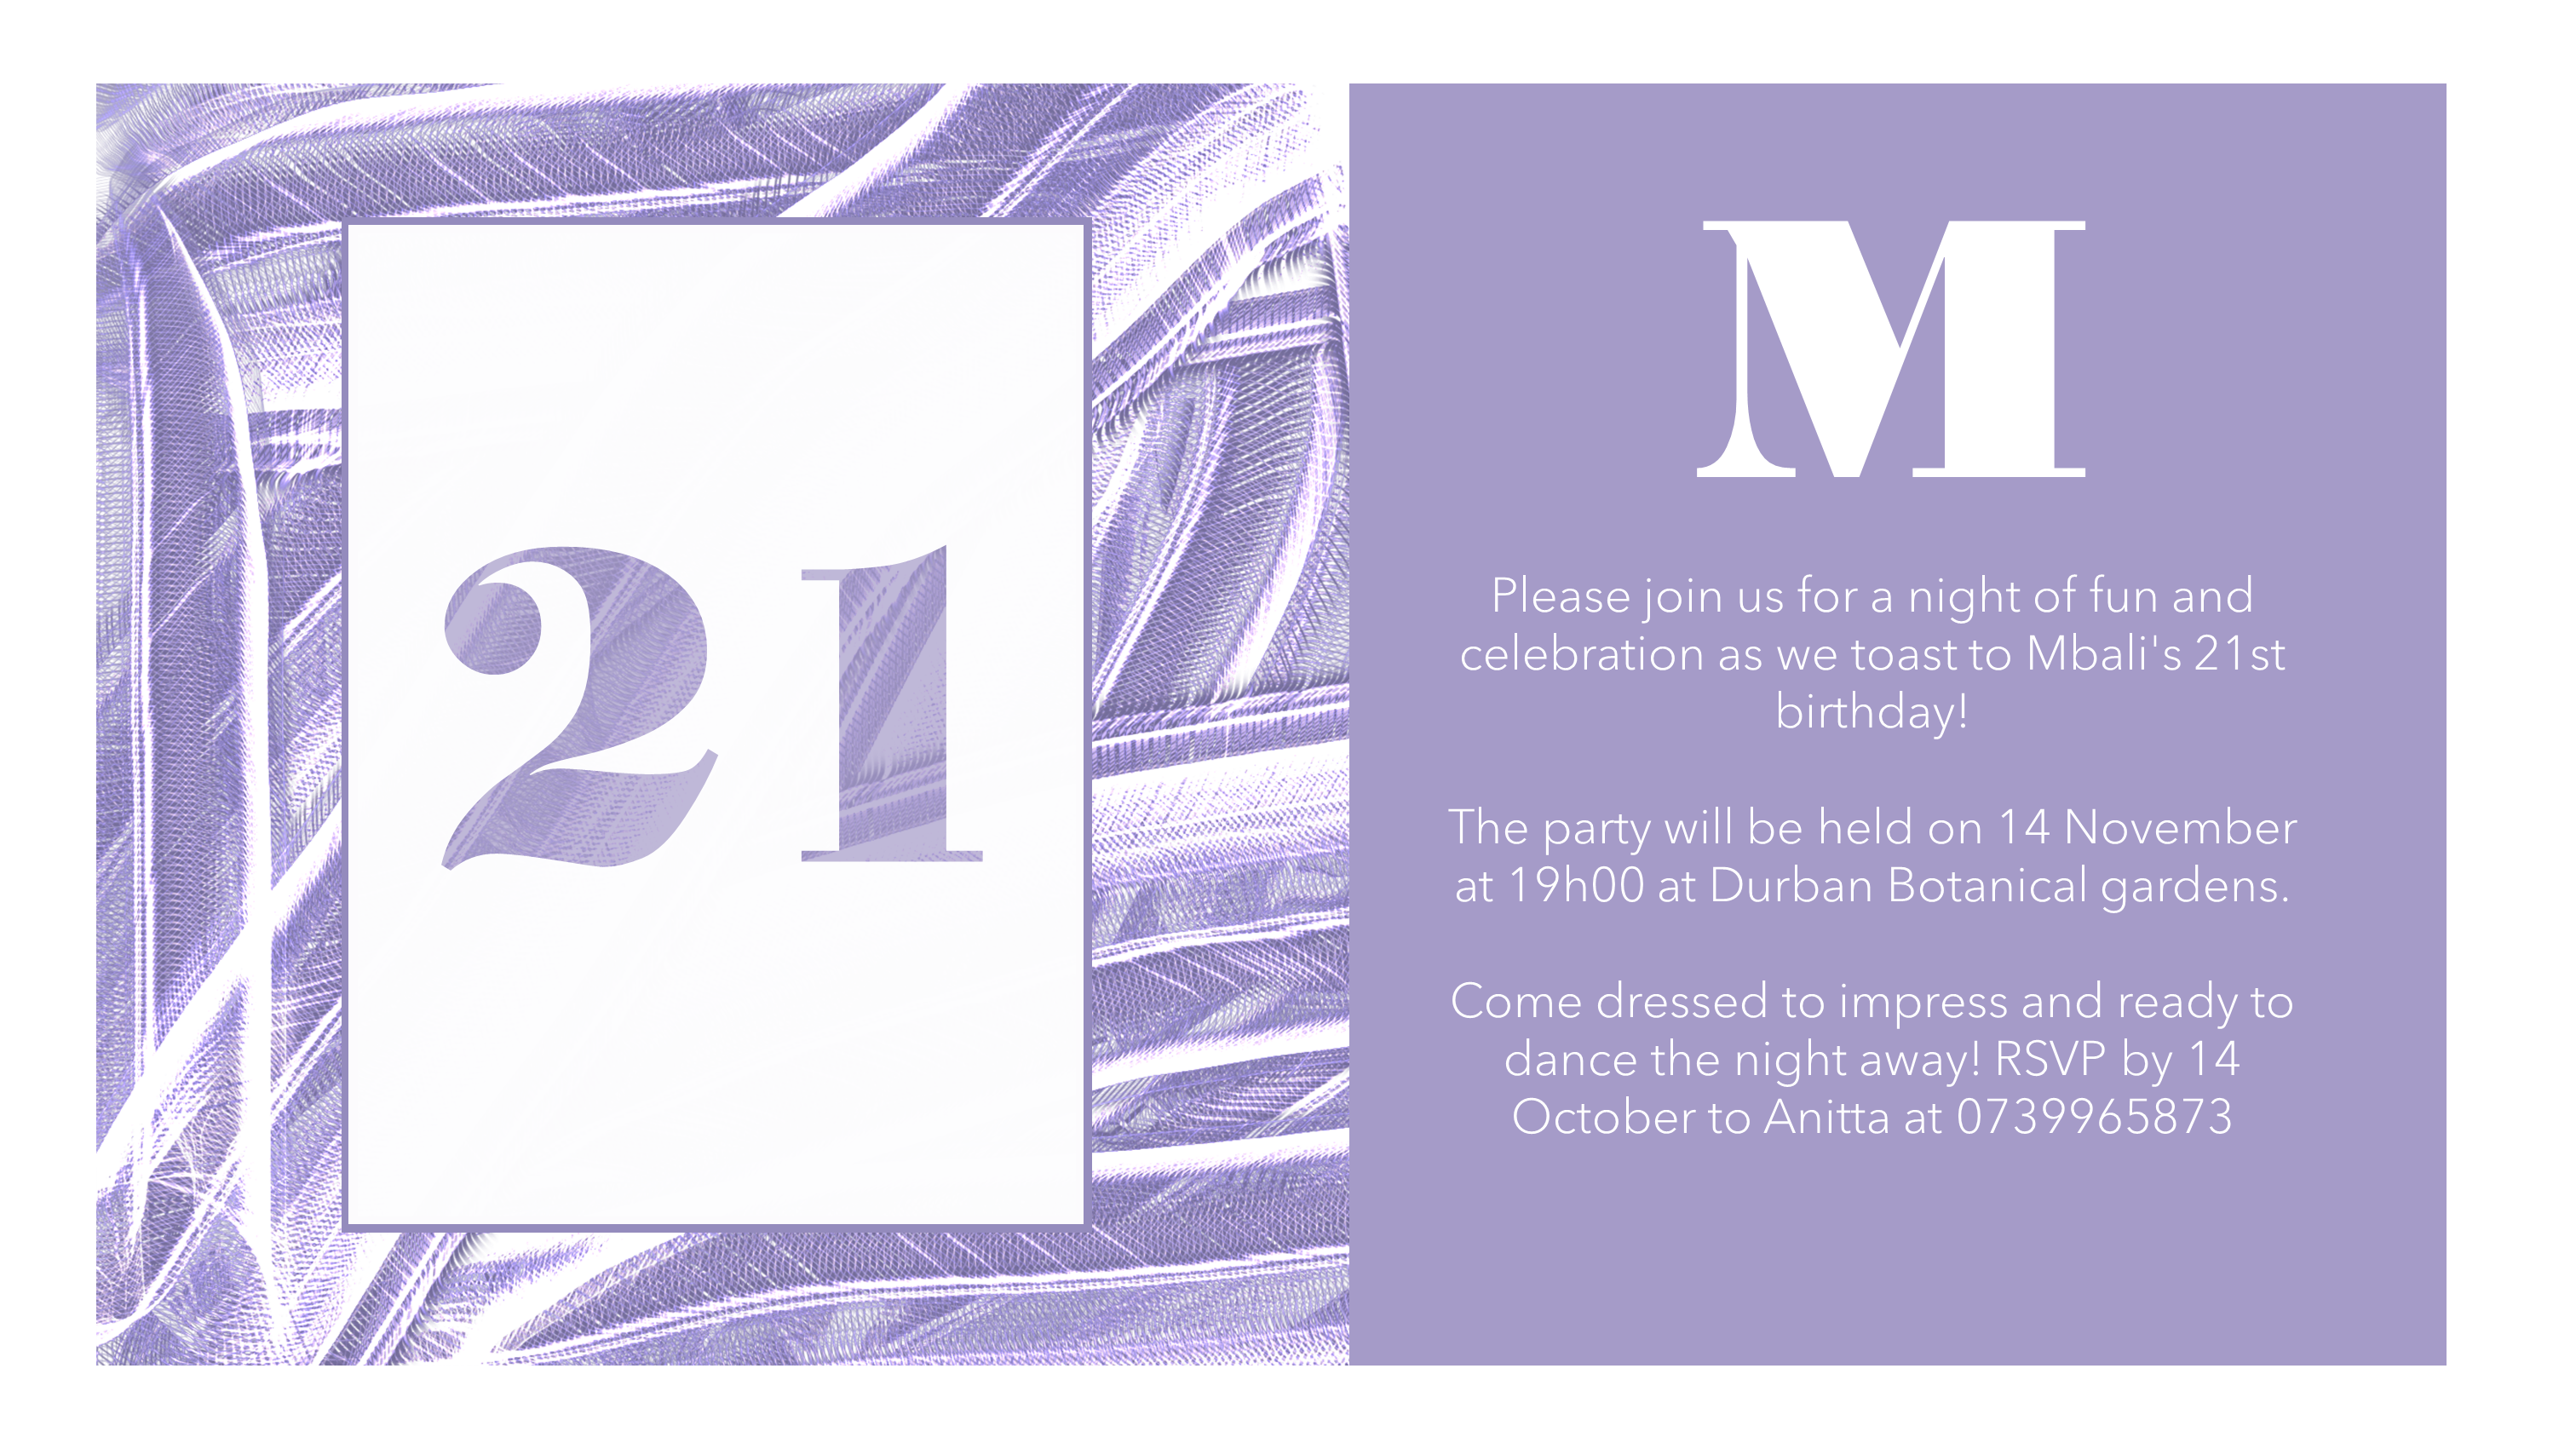 21
M
Please join us for a night of fun and
celebration as we toast to Mbali's 21st
birthday!
The party will be held on 14 November
at 19h00 at Durban Botanical gardens.
Come dressed to impress and ready to
dance the night away! RSVP by 14
October to Anitta at 0739965873